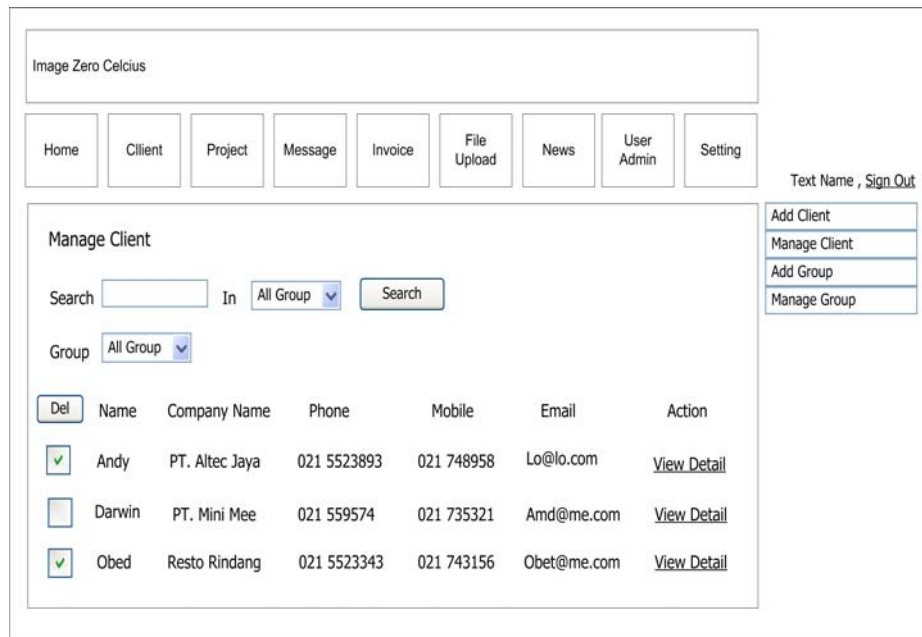 Image Zero Celcius
Home Cllient Project Message Invoice File Upload News User Admin Setting
Text Name , Sign Out
Add Client
Manage Client
Add Group
Manage Group
Manage Client
Search In All Group Search
Group All Group
Del Name Company Name Phone Mobile Email Action
Andy PT. Altec Jaya 021 5523893 021 748958 Lo@lo.com View Detail
Darwin PT. Mini Mee 021 559574 021 735321 Amd@me.com View Detail
Obed Resto Rindang 021 5523343 021 743156 Obet@me.com View Detail